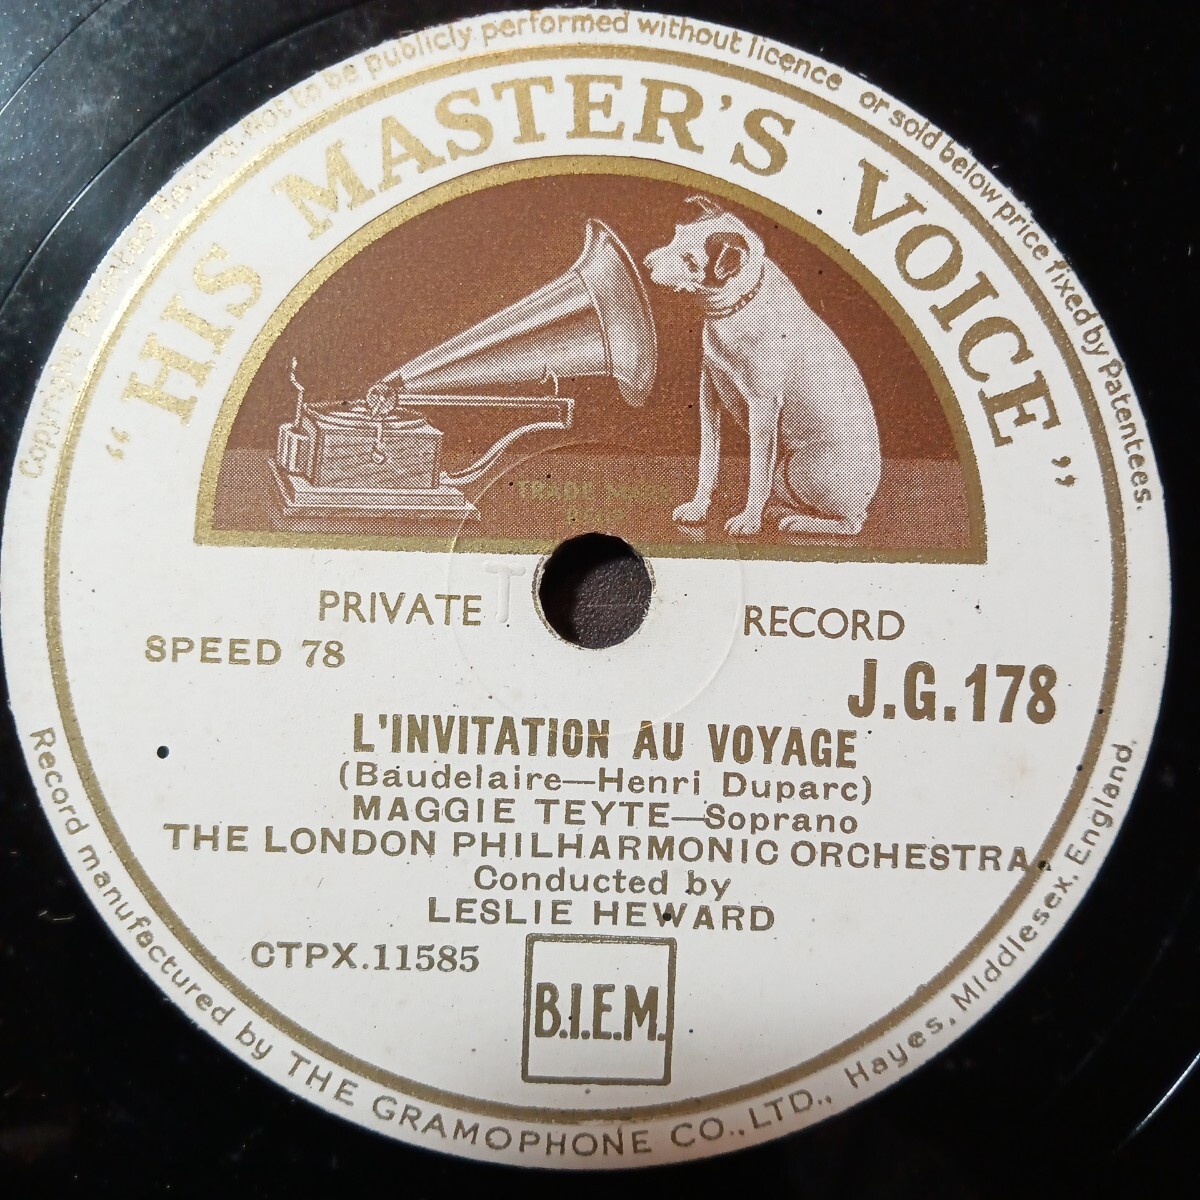 Copyright not to be publicly performed without licence or sold below price fixed by Patentees.
"HIS MASTER'S VOICE"
TRADE MARK
T
PRIVATE RECORD
SPEED 78
J.G.178
L'INVITATION AU VOYAGE
(Baudelaire—Henri Duparc)
MAGGIE TEYTE—Soprano
THE LONDON PHILHARMONIC ORCHESTRA
Conducted by
LESLIE HEWARD
CTPX.11585
B.I.E.M.
Record manufactured by THE GRAMOPHONE CO., LTD., Hayes, Middlesex, England.